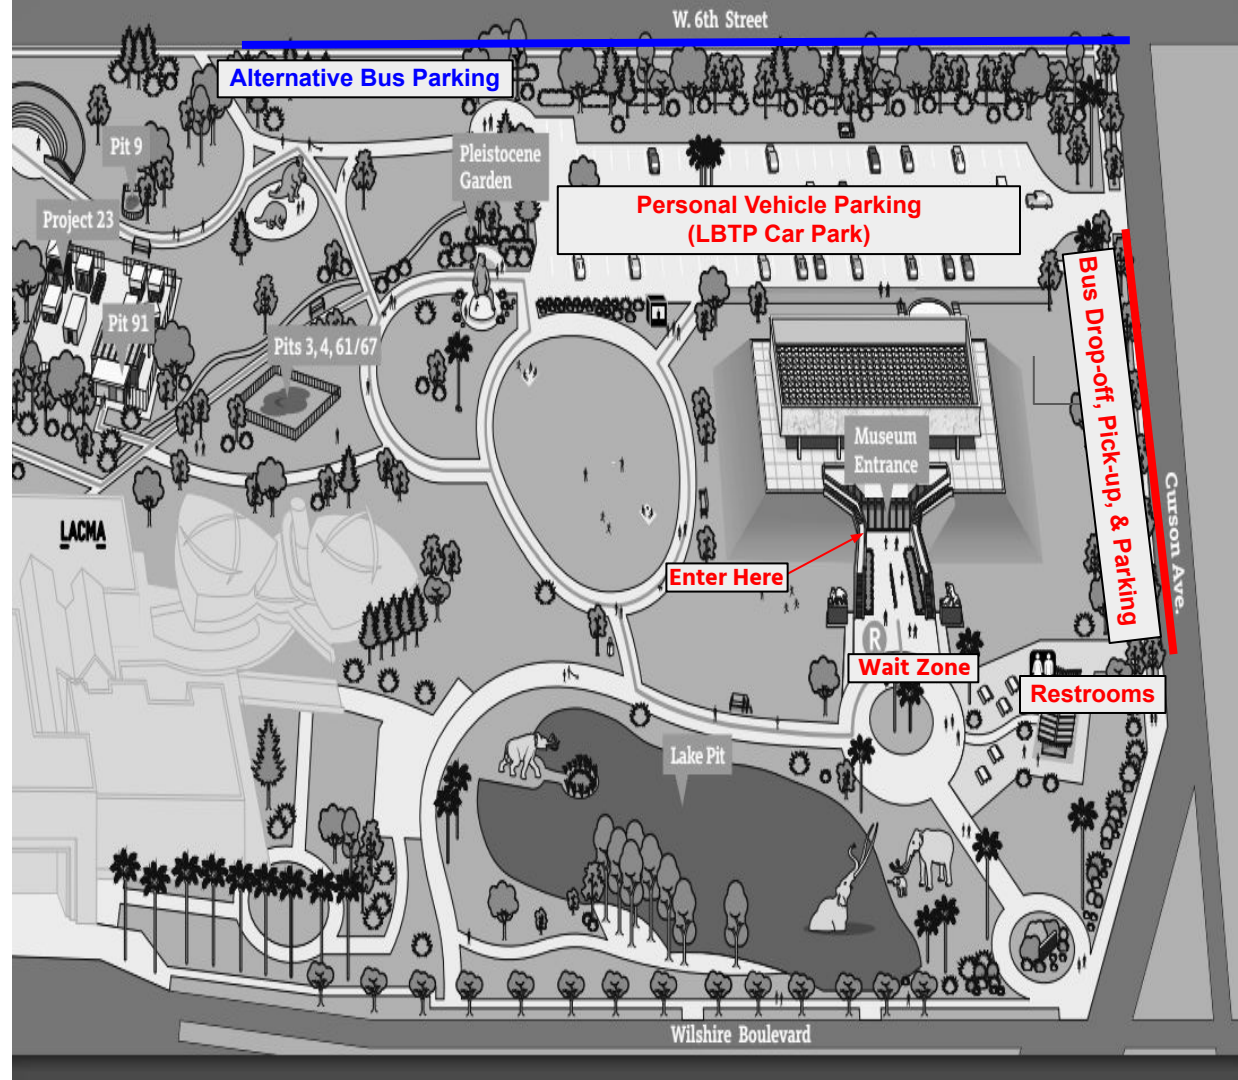 W. 6th Street
Alternative Bus Parking
Pit 9
Pleistocene
Garden
Project 23
Personal Vehicle Parking
(LBTP Car Park)
Bus Drop-off, Pick-up, & Parking
Pit 91
Pits 3, 4, 61/67
Museum
Entrance
Curson Ave.
LACMA
Enter Here
R
Wait Zone
Restrooms
Lake Pit
Wilshire Boulevard